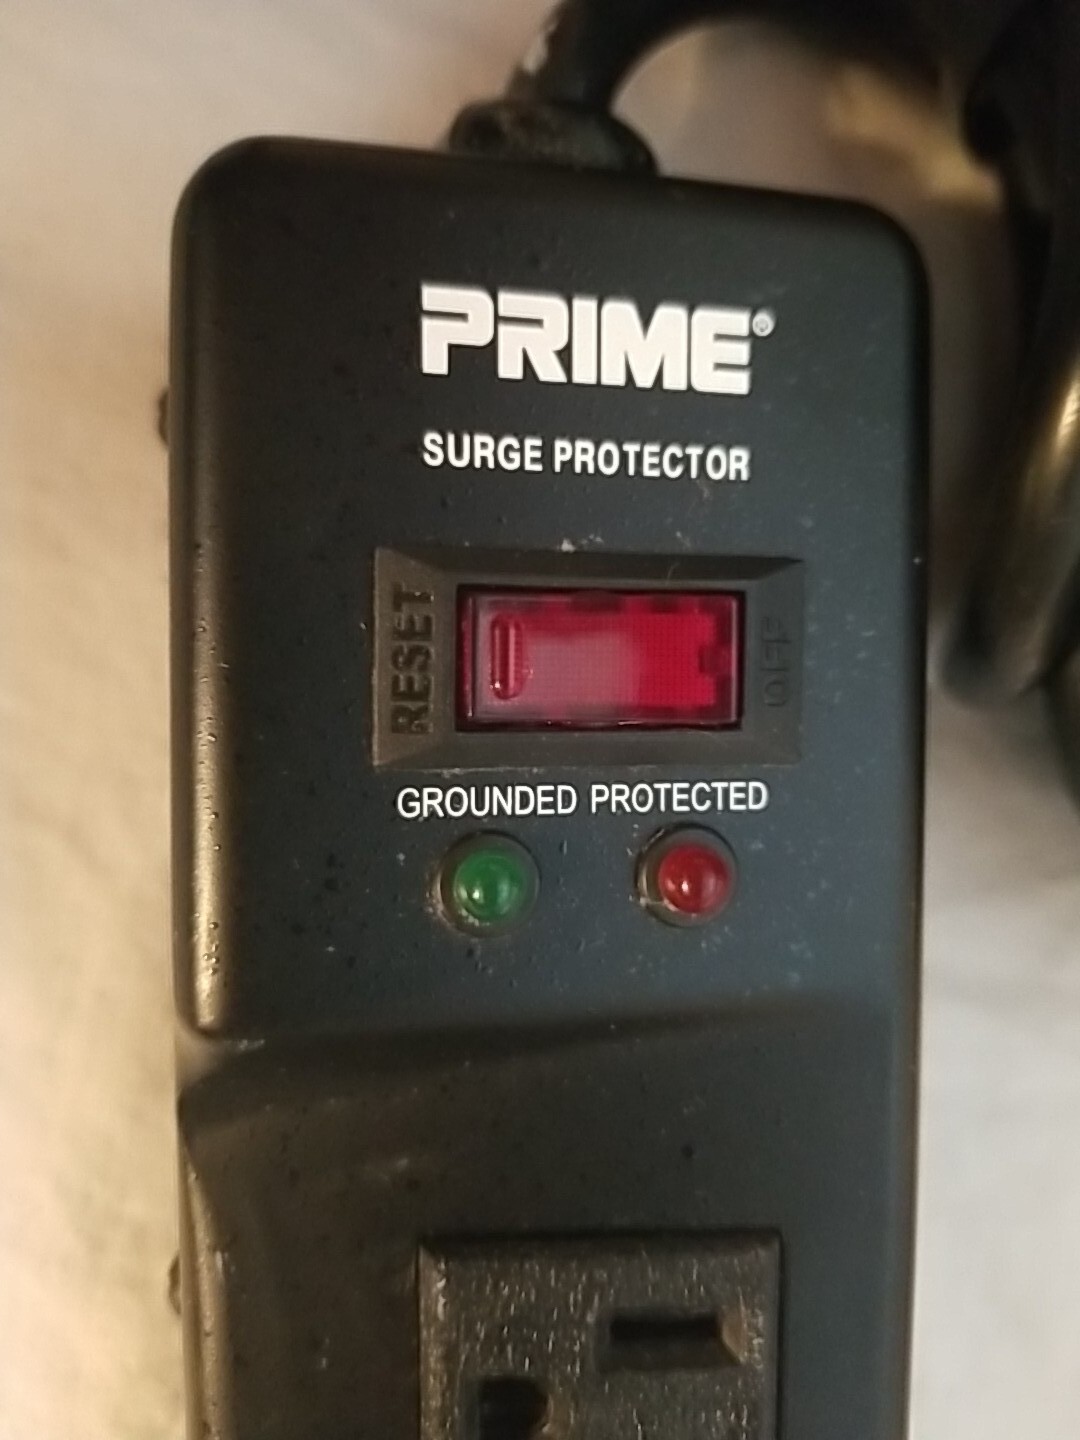 PRIME®
SURGE PROTECTOR
RESET
OFF
GROUNDED PROTECTED